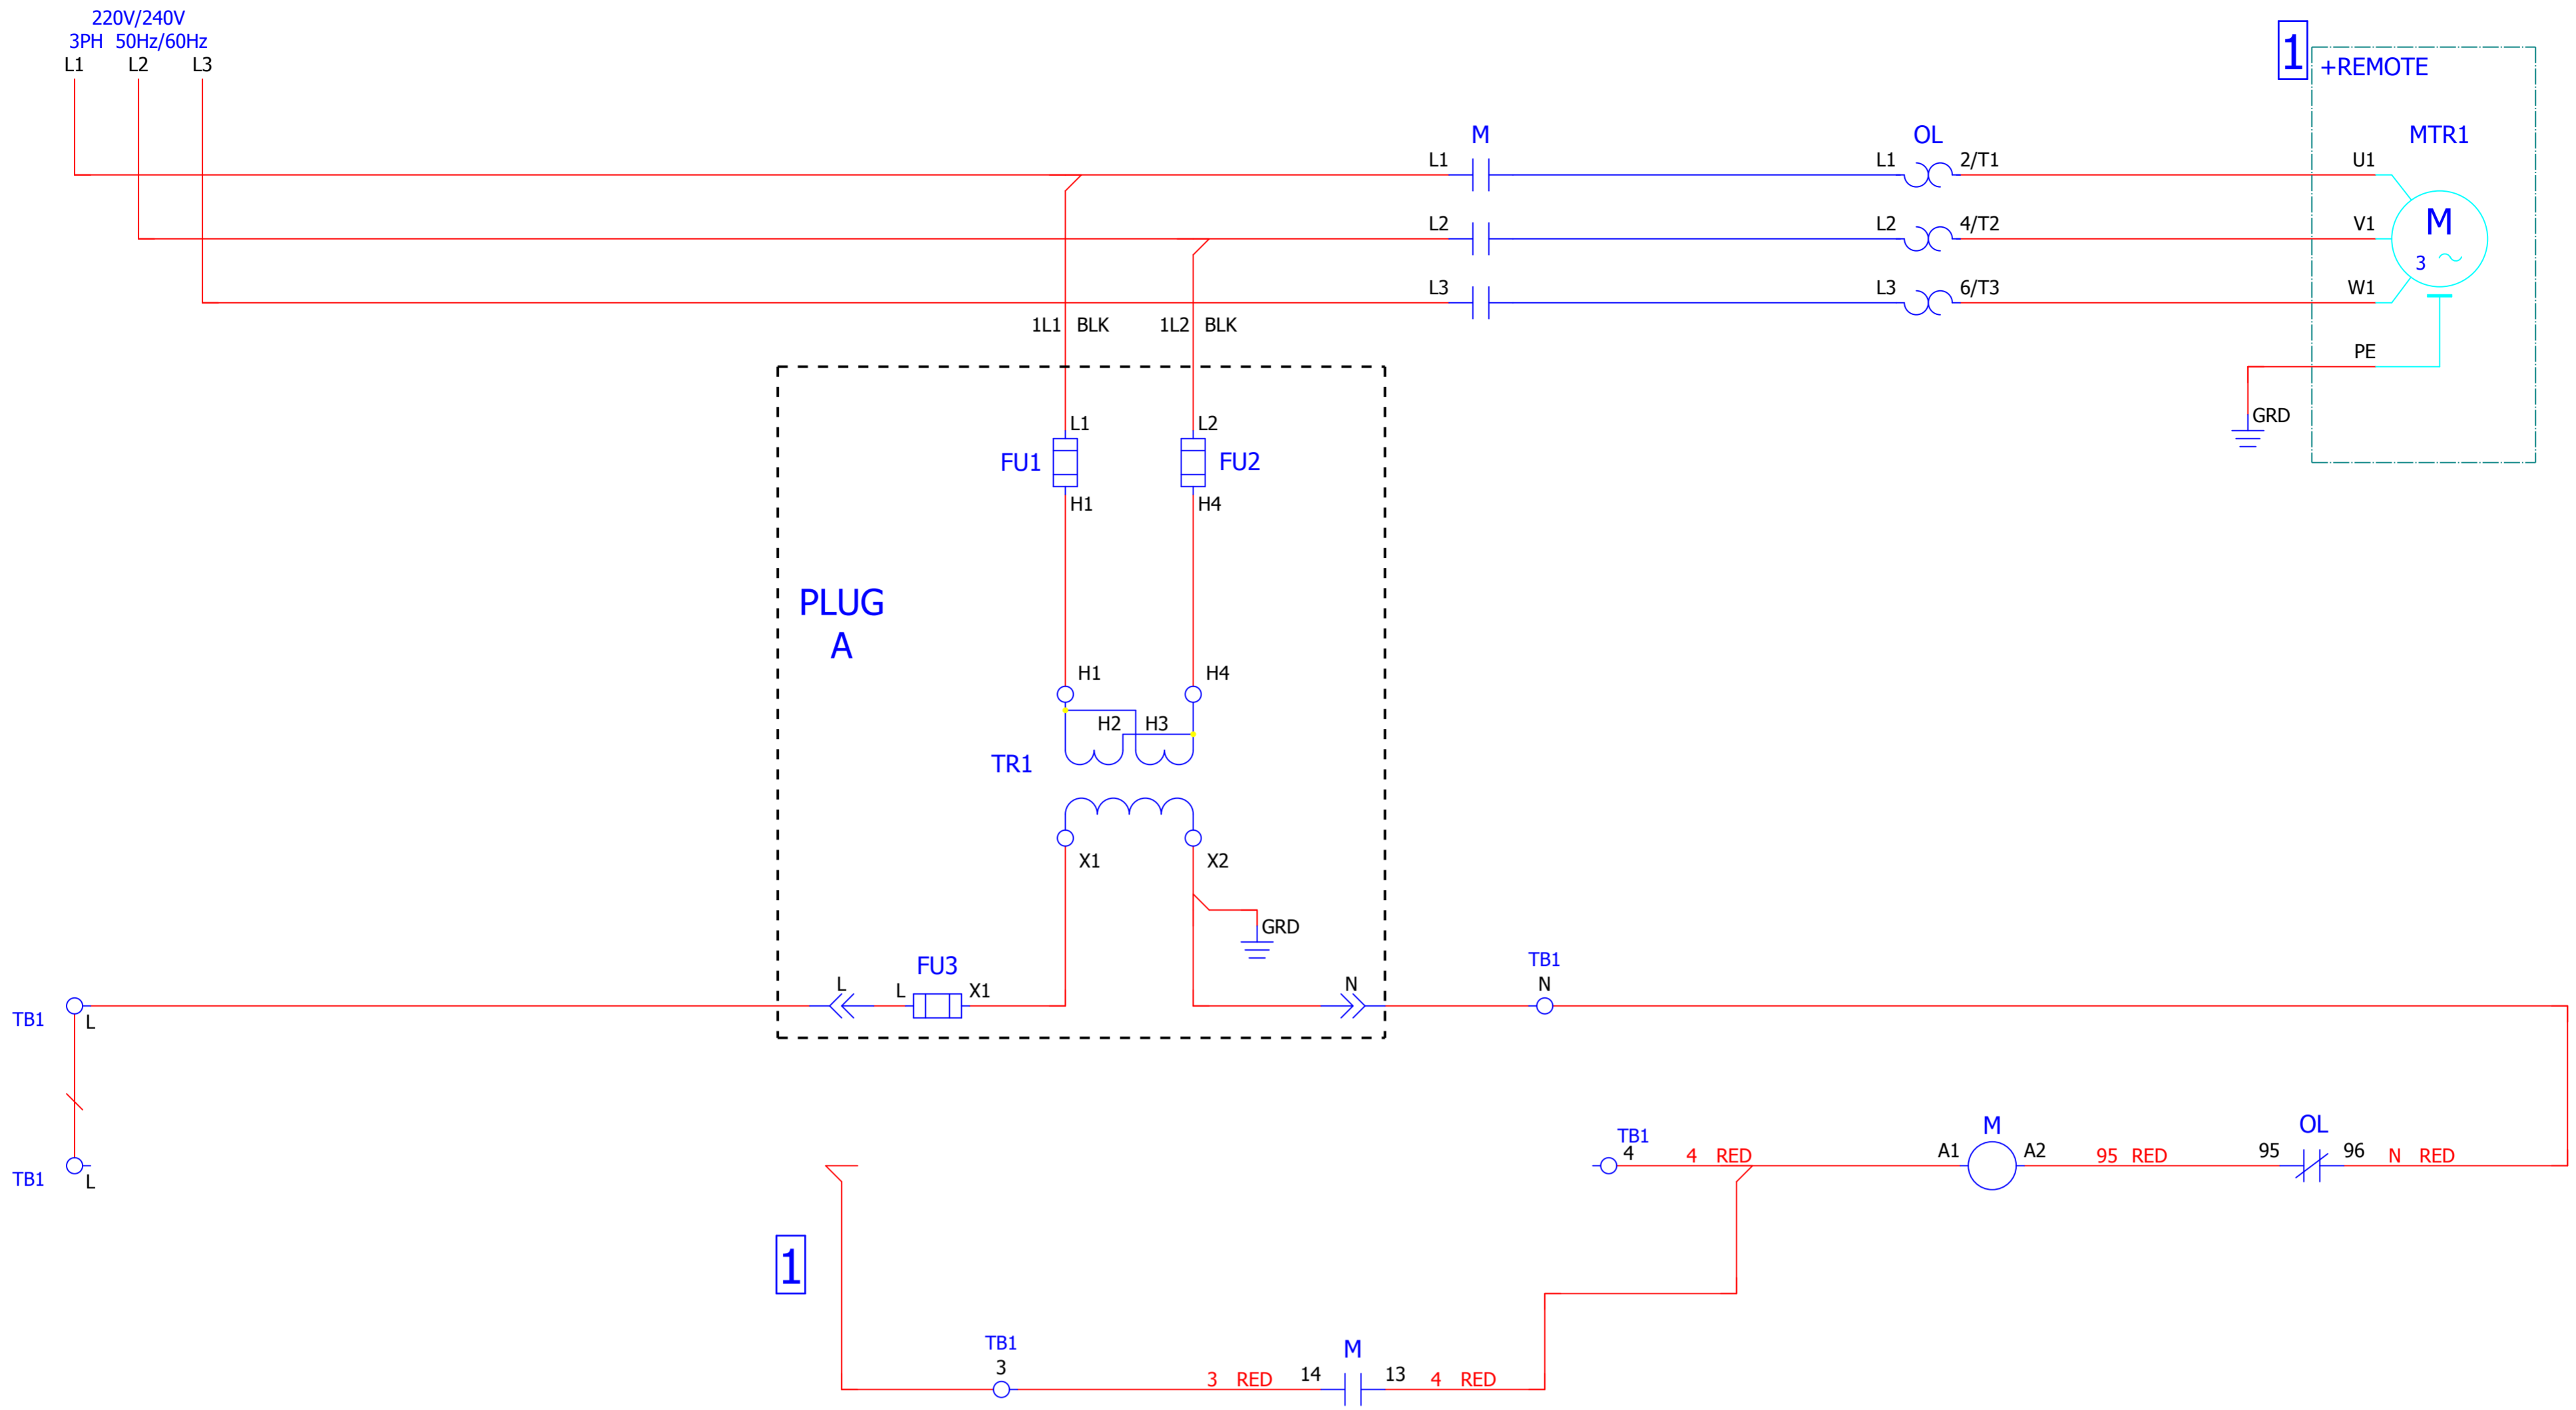 220V/240V
3PH 50Hz/60Hz
L1 L2 L3
1
+REMOTE
M OL MTR1
L1 L1 2/T1 U1
L2 L2 4/T2 V1
M
3
L3 L3 6/T3 W1
1L1 BLK 1L2 BLK
PE
GRD
L1 L2
FU1 FU2
H1 H4
PLUG
A
H1 H4
H2 H3
TR1
X1 X2
GRD
FU3 TB1
L L X1 N N
TB1 L
M OL
TB1
4 4 RED A1 A2 95 RED 95 96 N RED
TB1 L
1
TB1 M
3
3 RED 14 13 4 RED